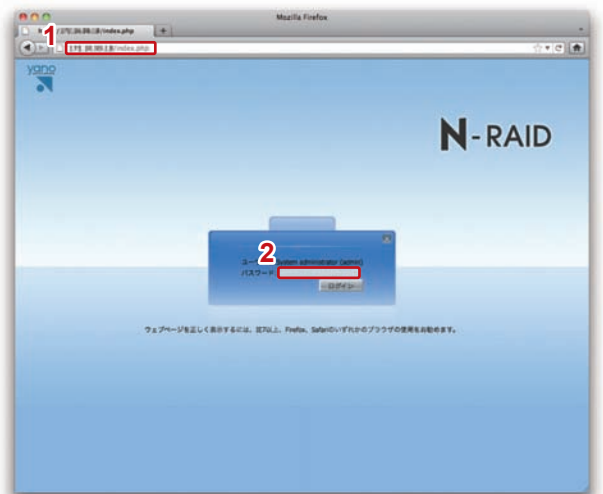 Mozilla Firefox
/index.php
1
/index.php
yano
N-RAID
2
System administrator (admin)
パスワード
ログイン
ウェブページを正しく表示するには、IE7以上、Firefox、Safariのいずれかのブラウザの使用をお勧めます。